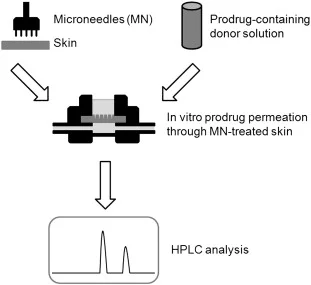 Microneedles (MN)
Skin
Prodrug-containing
donor solution
In vitro prodrug permeation
through MN-treated skin
HPLC analysis